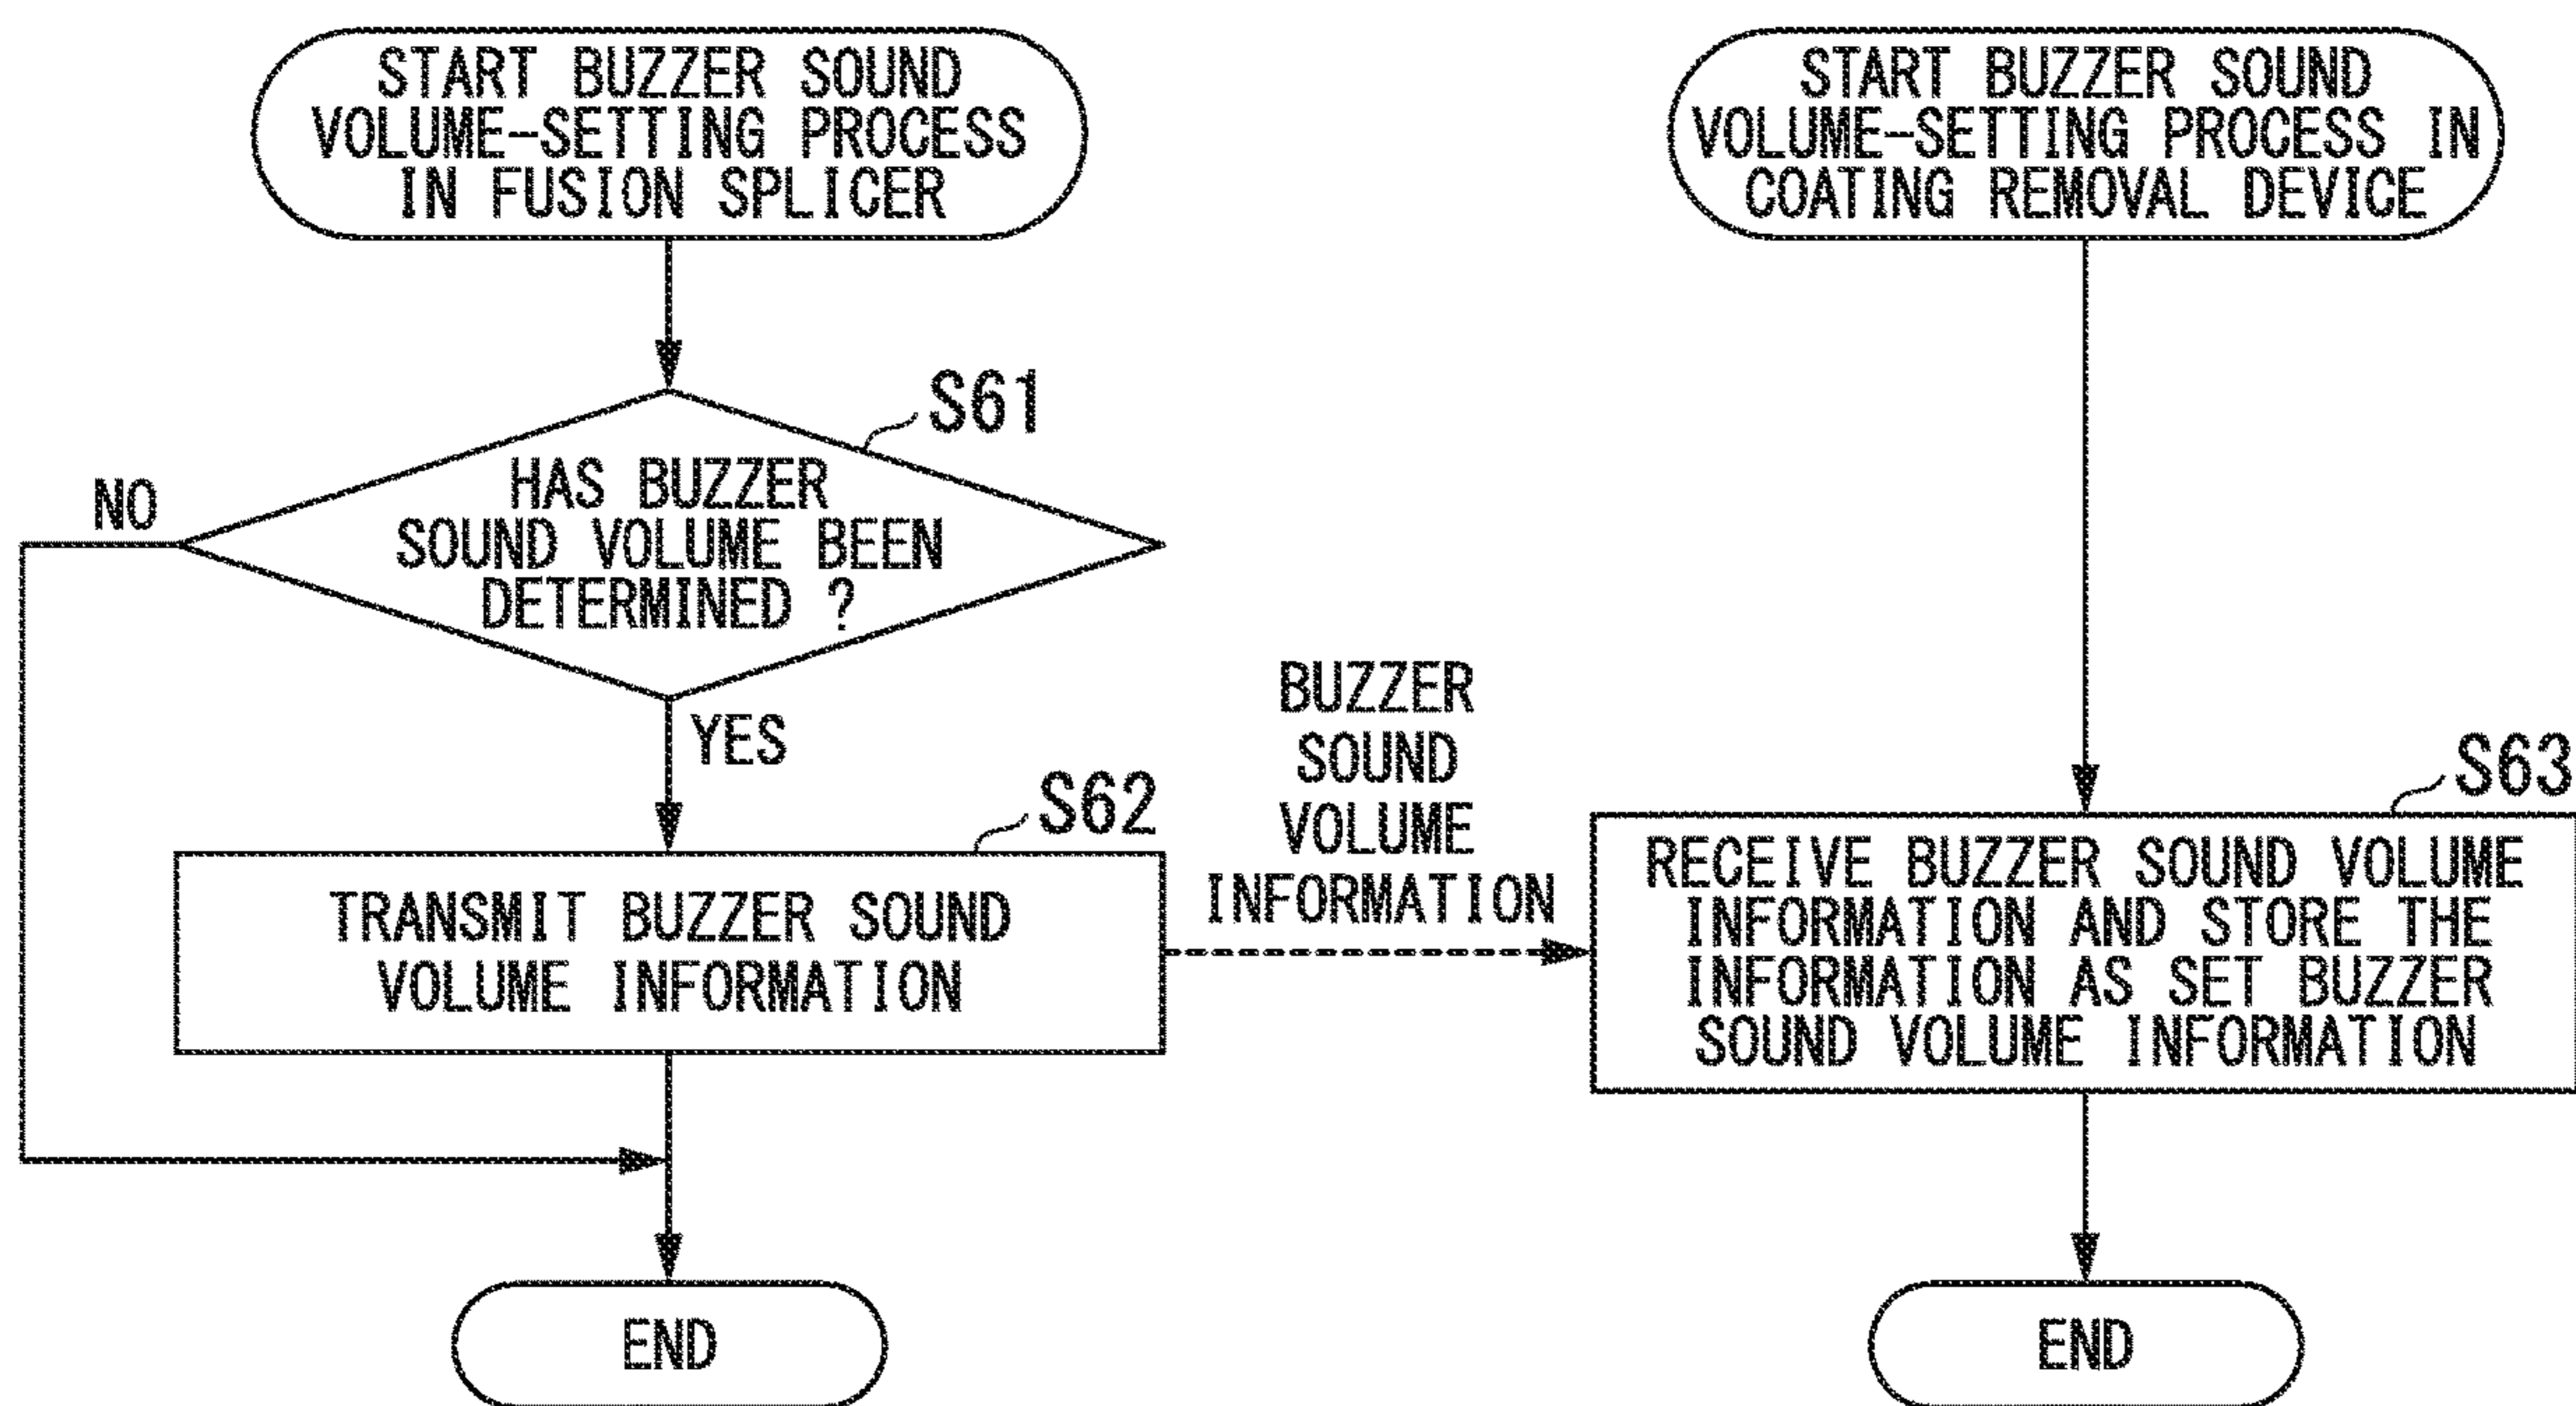 START BUZZER SOUND
VOLUME-SETTING PROCESS
IN FUSION SPLICER
S61
HAS BUZZER
SOUND VOLUME BEEN
DETERMINED ?
NO
YES
S62
TRANSMIT BUZZER SOUND
VOLUME INFORMATION
END
BUZZER
SOUND
VOLUME
INFORMATION
START BUZZER SOUND
VOLUME-SETTING PROCESS IN
COATING REMOVAL DEVICE
S63
RECEIVE BUZZER SOUND VOLUME
INFORMATION AND STORE THE
INFORMATION AS SET BUZZER
SOUND VOLUME INFORMATION
END